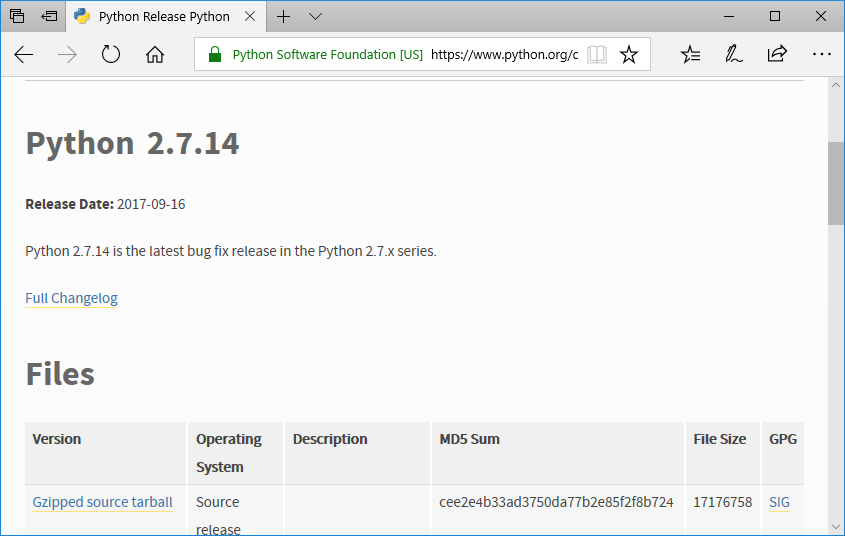 Python Release Python
Python Software Foundation [US] https://www.python.org/
Python 2.7.14
Release Date: 2017-09-16
Python 2.7.14 is the latest bug fix release in the Python 2.7.x series.
Full Changelog
Files
Version Operating System Description MD5 Sum File Size GPG
Gzipped source tarball Source release cee2e4b33ad3750da77b2e85f2f8b724 17176758 SIG